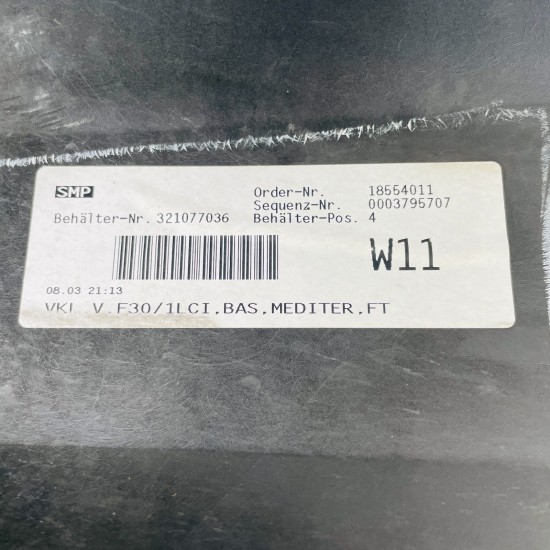 SMP
Order-Nr. 18554011
Sequenz-Nr. 0003795707
Behälter-Nr. 321077036 Behälter-Pos. 4
W11
08.03 21:13
VKL V.F30/1LCI,BAS,MEDITER,FT